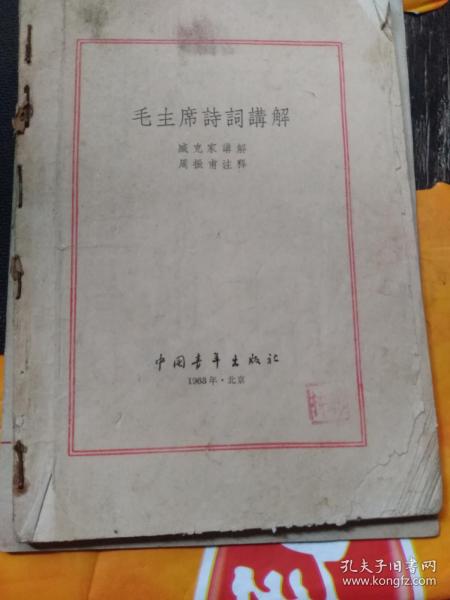 毛主席詩詞講解
臧克家講解
周振甫注释
中国青年出版社
1963年·北京
孔夫子旧书网
www.kongfz.com